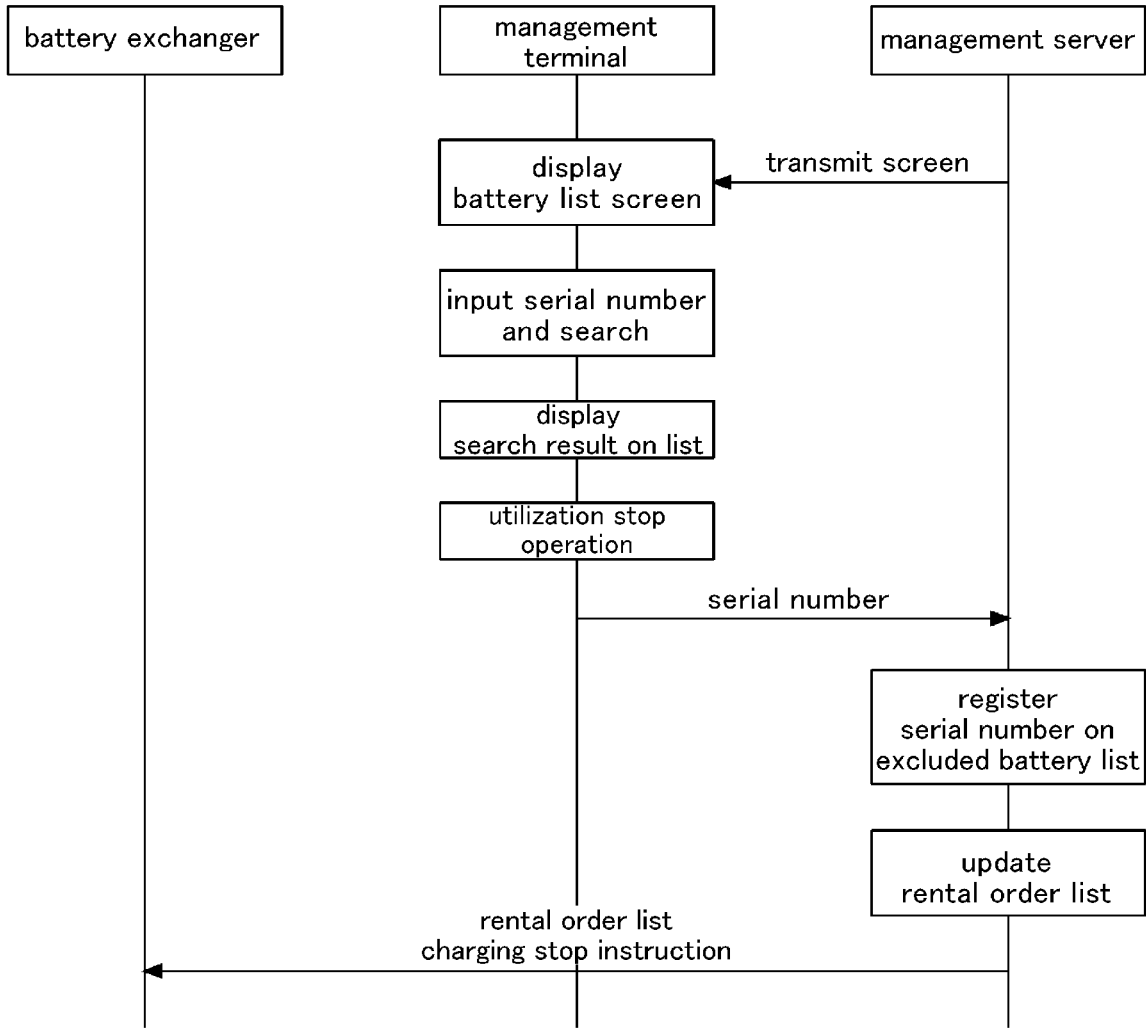 battery exchanger
management
terminal
management server
display
battery list screen
transmit screen
input serial number
and search
display
search result on list
utilization stop
operation
serial number
register
serial number on
excluded battery list
update
rental order list
rental order list
charging stop instruction